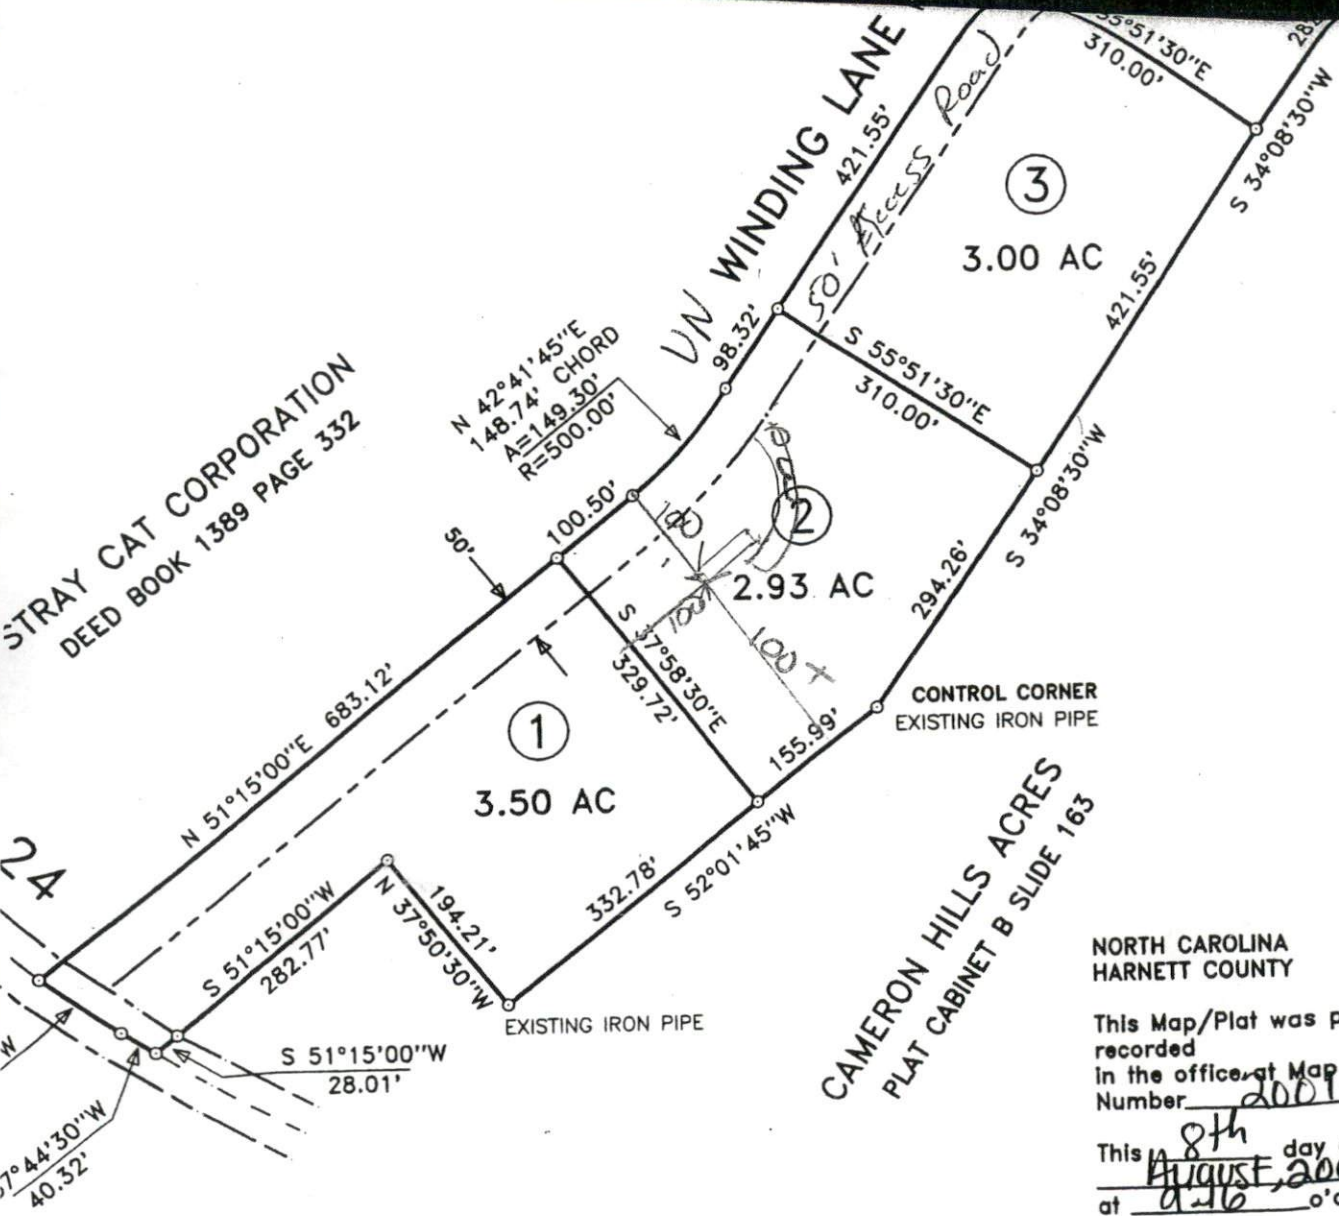 55°51'30"E
310.00'
S 34°08'30"W
WINDING LANE
UN
421.55'
50' Access Road
3
3.00 AC
421.55'
98.32'
S 55°51'30"E
310.00'
N 42°41'45"E
148.74' CHORD
A=149.30'
R=500.00'
STRAY CAT CORPORATION
DEED BOOK 1389 PAGE 332
S 34°08'30"W
100.50'
50'
100
2
2.93 AC
294.26'
100
100 +
S 37°58'30"E
329.72'
CONTROL CORNER
EXISTING IRON PIPE
155.99'
N 51°15'00"E 683.12'
1
3.50 AC
332.78'
S 52°01'45"W
24
S 51°15'00"W
282.77'
194.21'
N 37°50'30"W
EXISTING IRON PIPE
CAMERON HILLS ACRES
PLAT CABINET B SLIDE 163
S 51°15'00"W
28.01'
7°44'30"W
40.32'
W
NORTH CAROLINA
HARNETT COUNTY
This Map/Plat was p
recorded
in the office at Map
Number 2001
This 8th day
August, 200
at 9:16 o'c